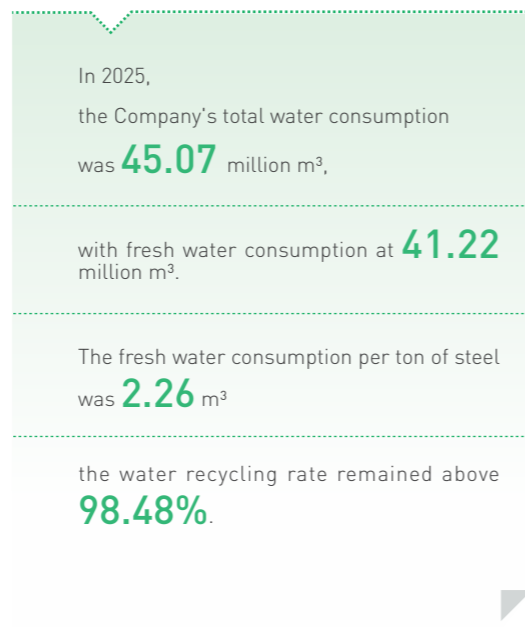 In 2025,
the Company's total water consumption
was 45.07 million m³,
with fresh water consumption at 41.22
million m³.
The fresh water consumption per ton of steel
was 2.26 m³
the water recycling rate remained above
98.48%.